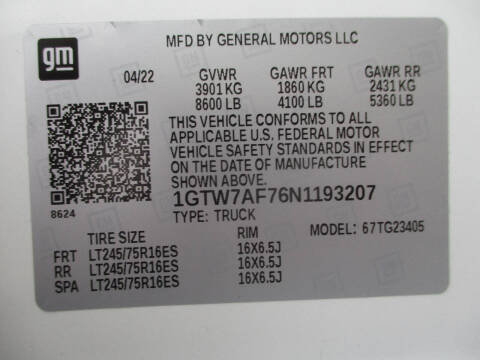 gm
MFD BY GENERAL MOTORS LLC
04/22 GVWR GAWR FRT GAWR RR
3901 KG 1860 KG 2431 KG
8600 LB 4100 LB 5360 LB
THIS VEHICLE CONFORMS TO ALL
APPLICABLE U.S. FEDERAL MOTOR
VEHICLE SAFETY STANDARDS IN EFFECT
ON THE DATE OF MANUFACTURE
SHOWN ABOVE.
8624
1GTW7AF76N1193207
TYPE: TRUCK
MODEL: 67TG23405
TIRE SIZE RIM
FRT LT245/75R16ES 16X6.5J
RR LT245/75R16ES 16X6.5J
SPA LT245/75R16ES 16X6.5J